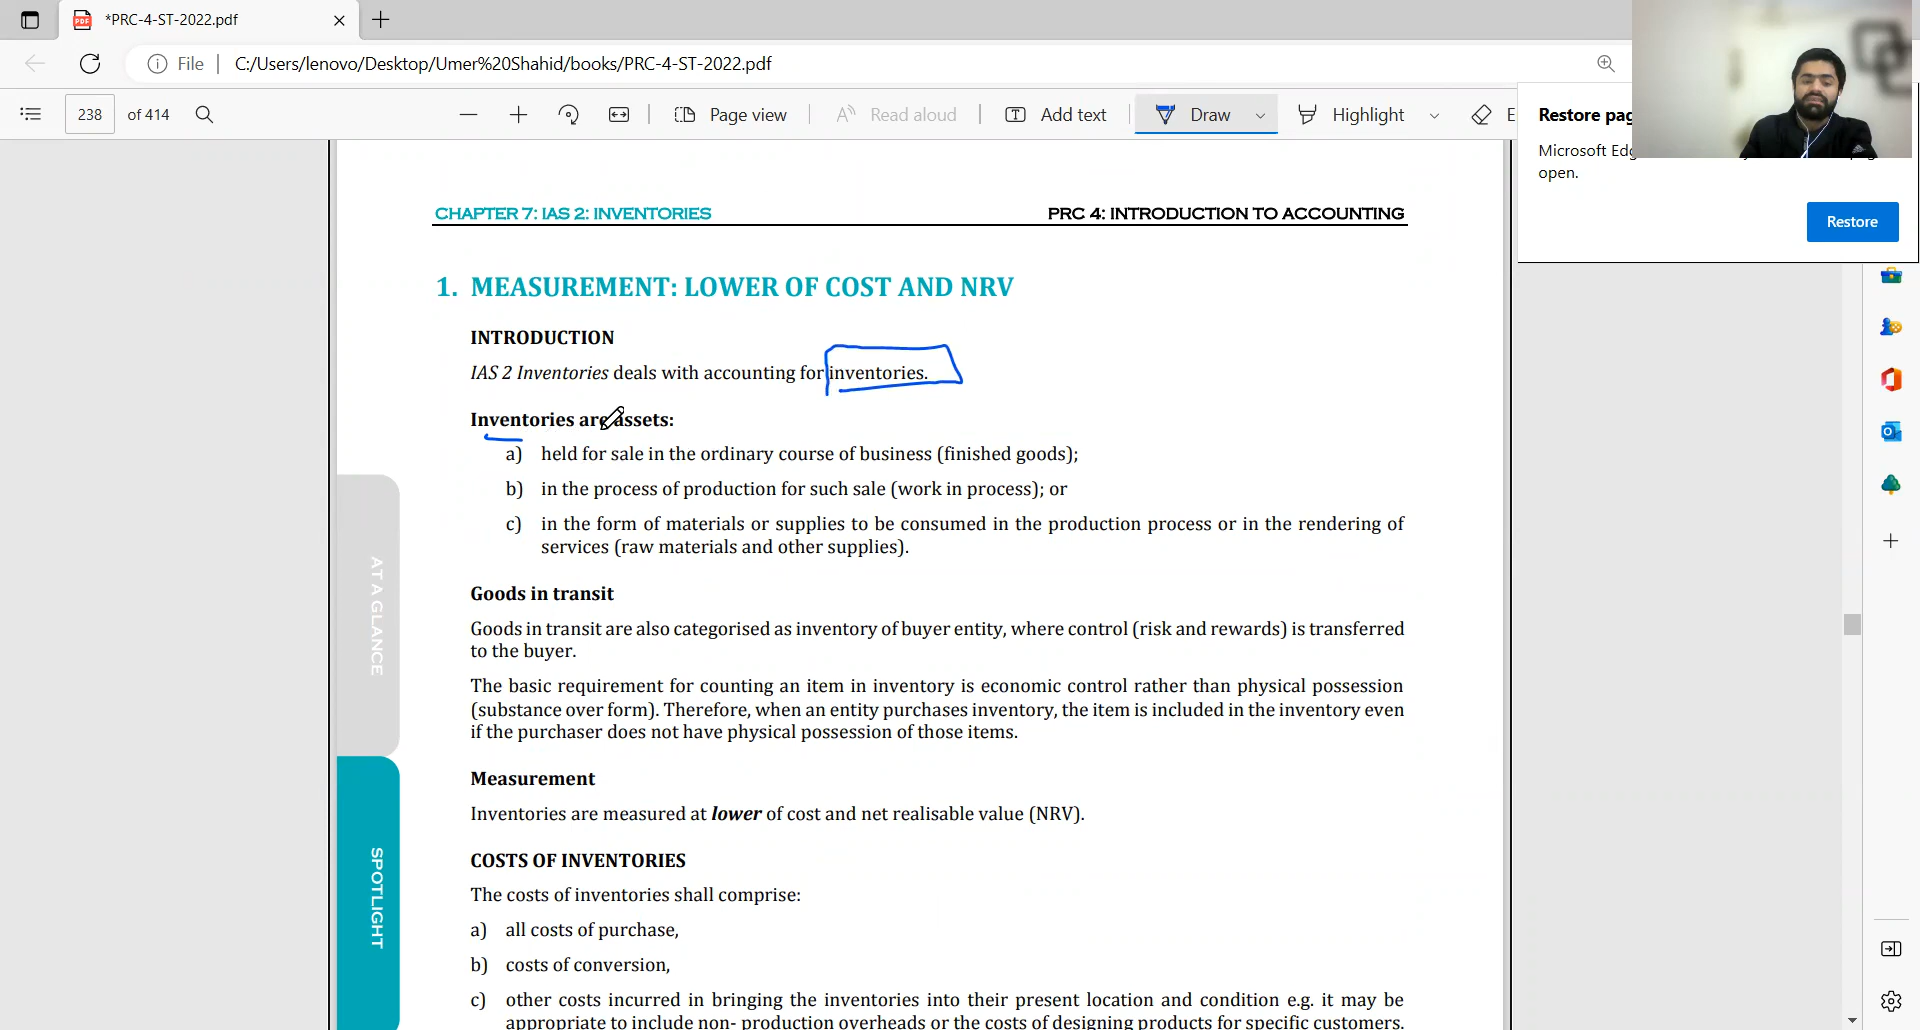 *PRC-4-ST-2022.pdf
File
C:/Users/lenovo/Desktop/Umer%20Shahid/books/PRC-4-ST-2022.pdf
238 of 414
Page view
Read aloud
Add text
Draw
Highlight
E
Restore pag
Microsoft Edg
open.
Restore
CHAPTER 7: IAS 2: INVENTORIES
PRC 4: INTRODUCTION TO ACCOUNTING
1. MEASUREMENT: LOWER OF COST AND NRV
INTRODUCTION
IAS 2 Inventories deals with accounting for inventories.
Inventories are assets:
a) held for sale in the ordinary course of business (finished goods);
b) in the process of production for such sale (work in process); or
c) in the form of materials or supplies to be consumed in the production process or in the rendering of
services (raw materials and other supplies).
Goods in transit
Goods in transit are also categorised as inventory of buyer entity, where control (risk and rewards) is transferred
to the buyer.
The basic requirement for counting an item in inventory is economic control rather than physical possession
(substance over form). Therefore, when an entity purchases inventory, the item is included in the inventory even
if the purchaser does not have physical possession of those items.
Measurement
Inventories are measured at lower of cost and net realisable value (NRV).
COSTS OF INVENTORIES
The costs of inventories shall comprise:
a) all costs of purchase,
b) costs of conversion,
c) other costs incurred in bringing the inventories into their present location and condition e.g. it may be
appropriate to include non- production overheads or the costs of designing products for specific customers.
AT A GLANCE
SPOTLIGHT